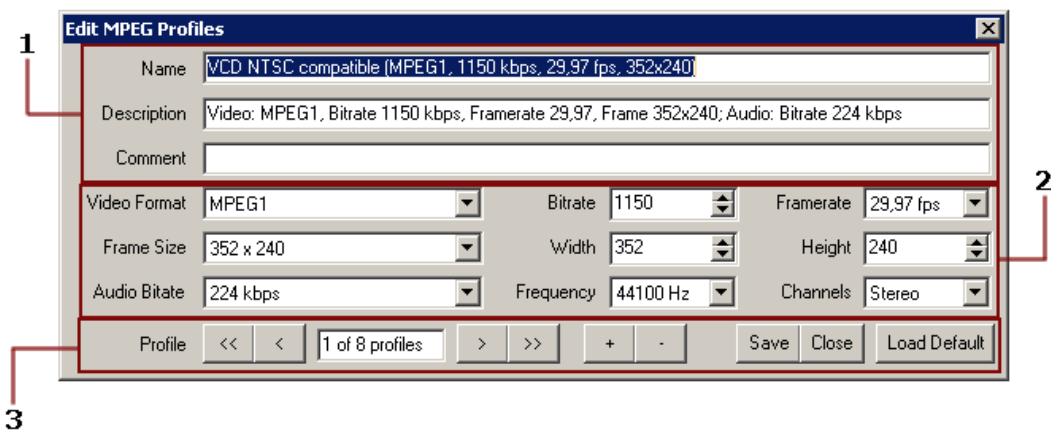 Edit MPEG Profiles
1
Name VCD NTSC compatible (MPEG1, 1150 kbps, 29,97 fps, 352x240)
Description Video: MPEG1, Bitrate 1150 kbps, Framerate 29,97, Frame 352x240; Audio: Bitrate 224 kbps
Comment
2
Video Format MPEG1 Bitrate 1150 Framerate 29,97 fps
Frame Size 352 x 240 Width 352 Height 240
Audio Bitate 224 kbps Frequency 44100 Hz Channels Stereo
Profile << < 1 of 8 profiles > >> + - Save Close Load Default
3